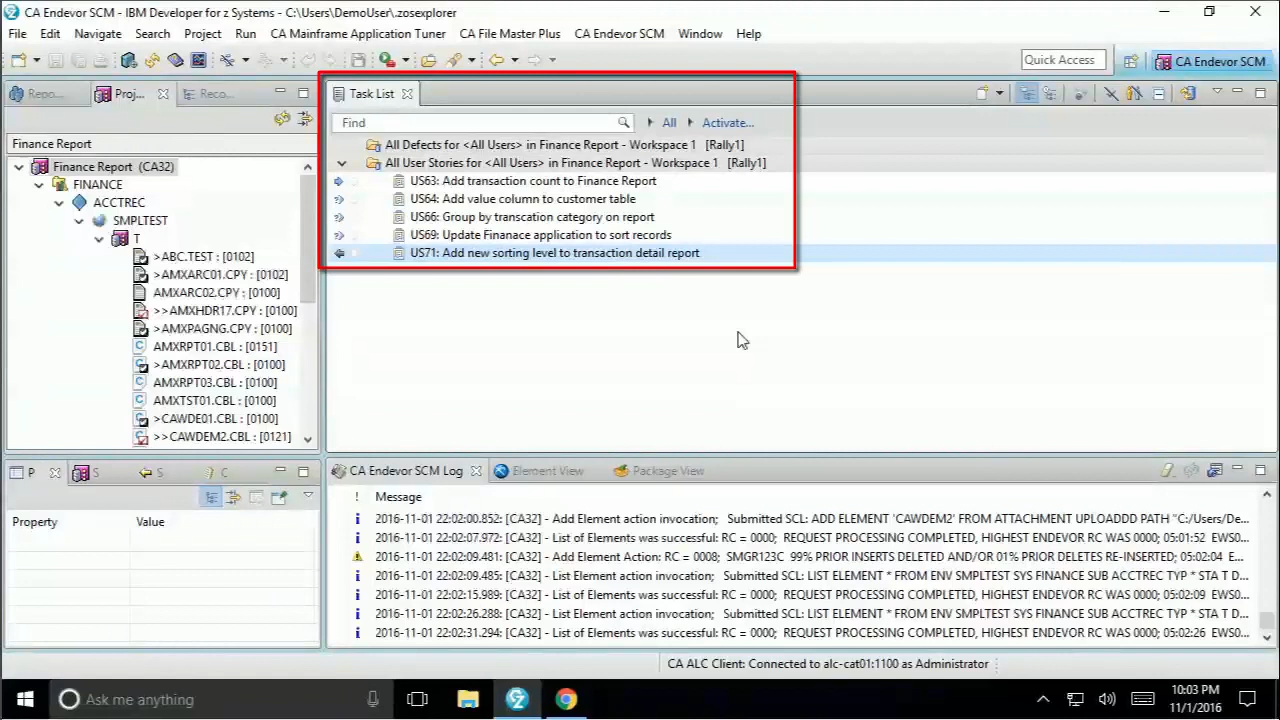 CA Endevor SCM - IBM Developer for z Systems - C:\Users\DemoUser\.zosexplorer
File Edit Navigate Search Project Run CA Mainframe Application Tuner CA File Master Plus CA Endevor SCM Window Help
Quick Access
CA Endevor SCM
Repo...
Proj...
Reco...
Finance Report
Finance Report (CA32)
FINANCE
ACCTREC
SMPLTEST
T
>ABC.TEST : [0102]
>AMXARC01.CPY : [0102]
AMXARC02.CPY : [0100]
>>AMXHDR17.CPY : [0100]
>AMXPAGNG.CPY : [0100]
AMXRPT01.CBL : [0151]
>AMXRPT02.CBL : [0100]
AMXRPT03.CBL : [0100]
AMXTST01.CBL : [0100]
>CAWDE01.CBL : [0100]
>>CAWDEM2.CBL : [0121]
Task List
Find
All
Activate...
All Defects for <All Users> in Finance Report - Workspace 1 [Rally1]
All User Stories for <All Users> in Finance Report - Workspace 1 [Rally1]
US63: Add transaction count to Finance Report
US64: Add value column to customer table
US66: Group by transcation category on report
US69: Update Finanace application to sort records
US71: Add new sorting level to transaction detail report
P
S
S
C
Property Value
CA Endevor SCM Log
Element View
Package View
! Message
i 2016-11-01 22:02:00.852: [CA32] - Add Element action invocation; Submitted SCL: ADD ELEMENT 'CAWDEM2' FROM ATTACHMENT UPLOADDD PATH "C:/Users/De...
i 2016-11-01 22:02:07.972: [CA32] - List of Elements was successful: RC = 0000; REQUEST PROCESSING COMPLETED, HIGHEST ENDEVOR RC WAS 0000; 05:01:52 EWS0...
2016-11-01 22:02:09.481: [CA32] - Add Element Action: RC = 0008; SMGR123C 99% PRIOR INSERTS DELETED AND/OR 01% PRIOR DELETES RE-INSERTED; 05:02:04 E...
i 2016-11-01 22:02:09.485: [CA32] - List Element action invocation; Submitted SCL: LIST ELEMENT * FROM ENV SMPLTEST SYS FINANCE SUB ACCTREC TYP * STA T D...
i 2016-11-01 22:02:15.989: [CA32] - List of Elements was successful: RC = 0000; REQUEST PROCESSING COMPLETED, HIGHEST ENDEVOR RC WAS 0000; 05:02:09 EWS0...
i 2016-11-01 22:02:26.288: [CA32] - List Element action invocation; Submitted SCL: LIST ELEMENT * FROM ENV SMPLTEST SYS FINANCE SUB ACCTREC TYP * STA T D...
i 2016-11-01 22:02:31.294: [CA32] - List of Elements was successful: RC = 0000; REQUEST PROCESSING COMPLETED, HIGHEST ENDEVOR RC WAS 0000; 05:02:26 EWS0...
CA ALC Client: Connected to alc-cat01:1100 as Administrator
Ask me anything
10:03 PM
11/1/2016